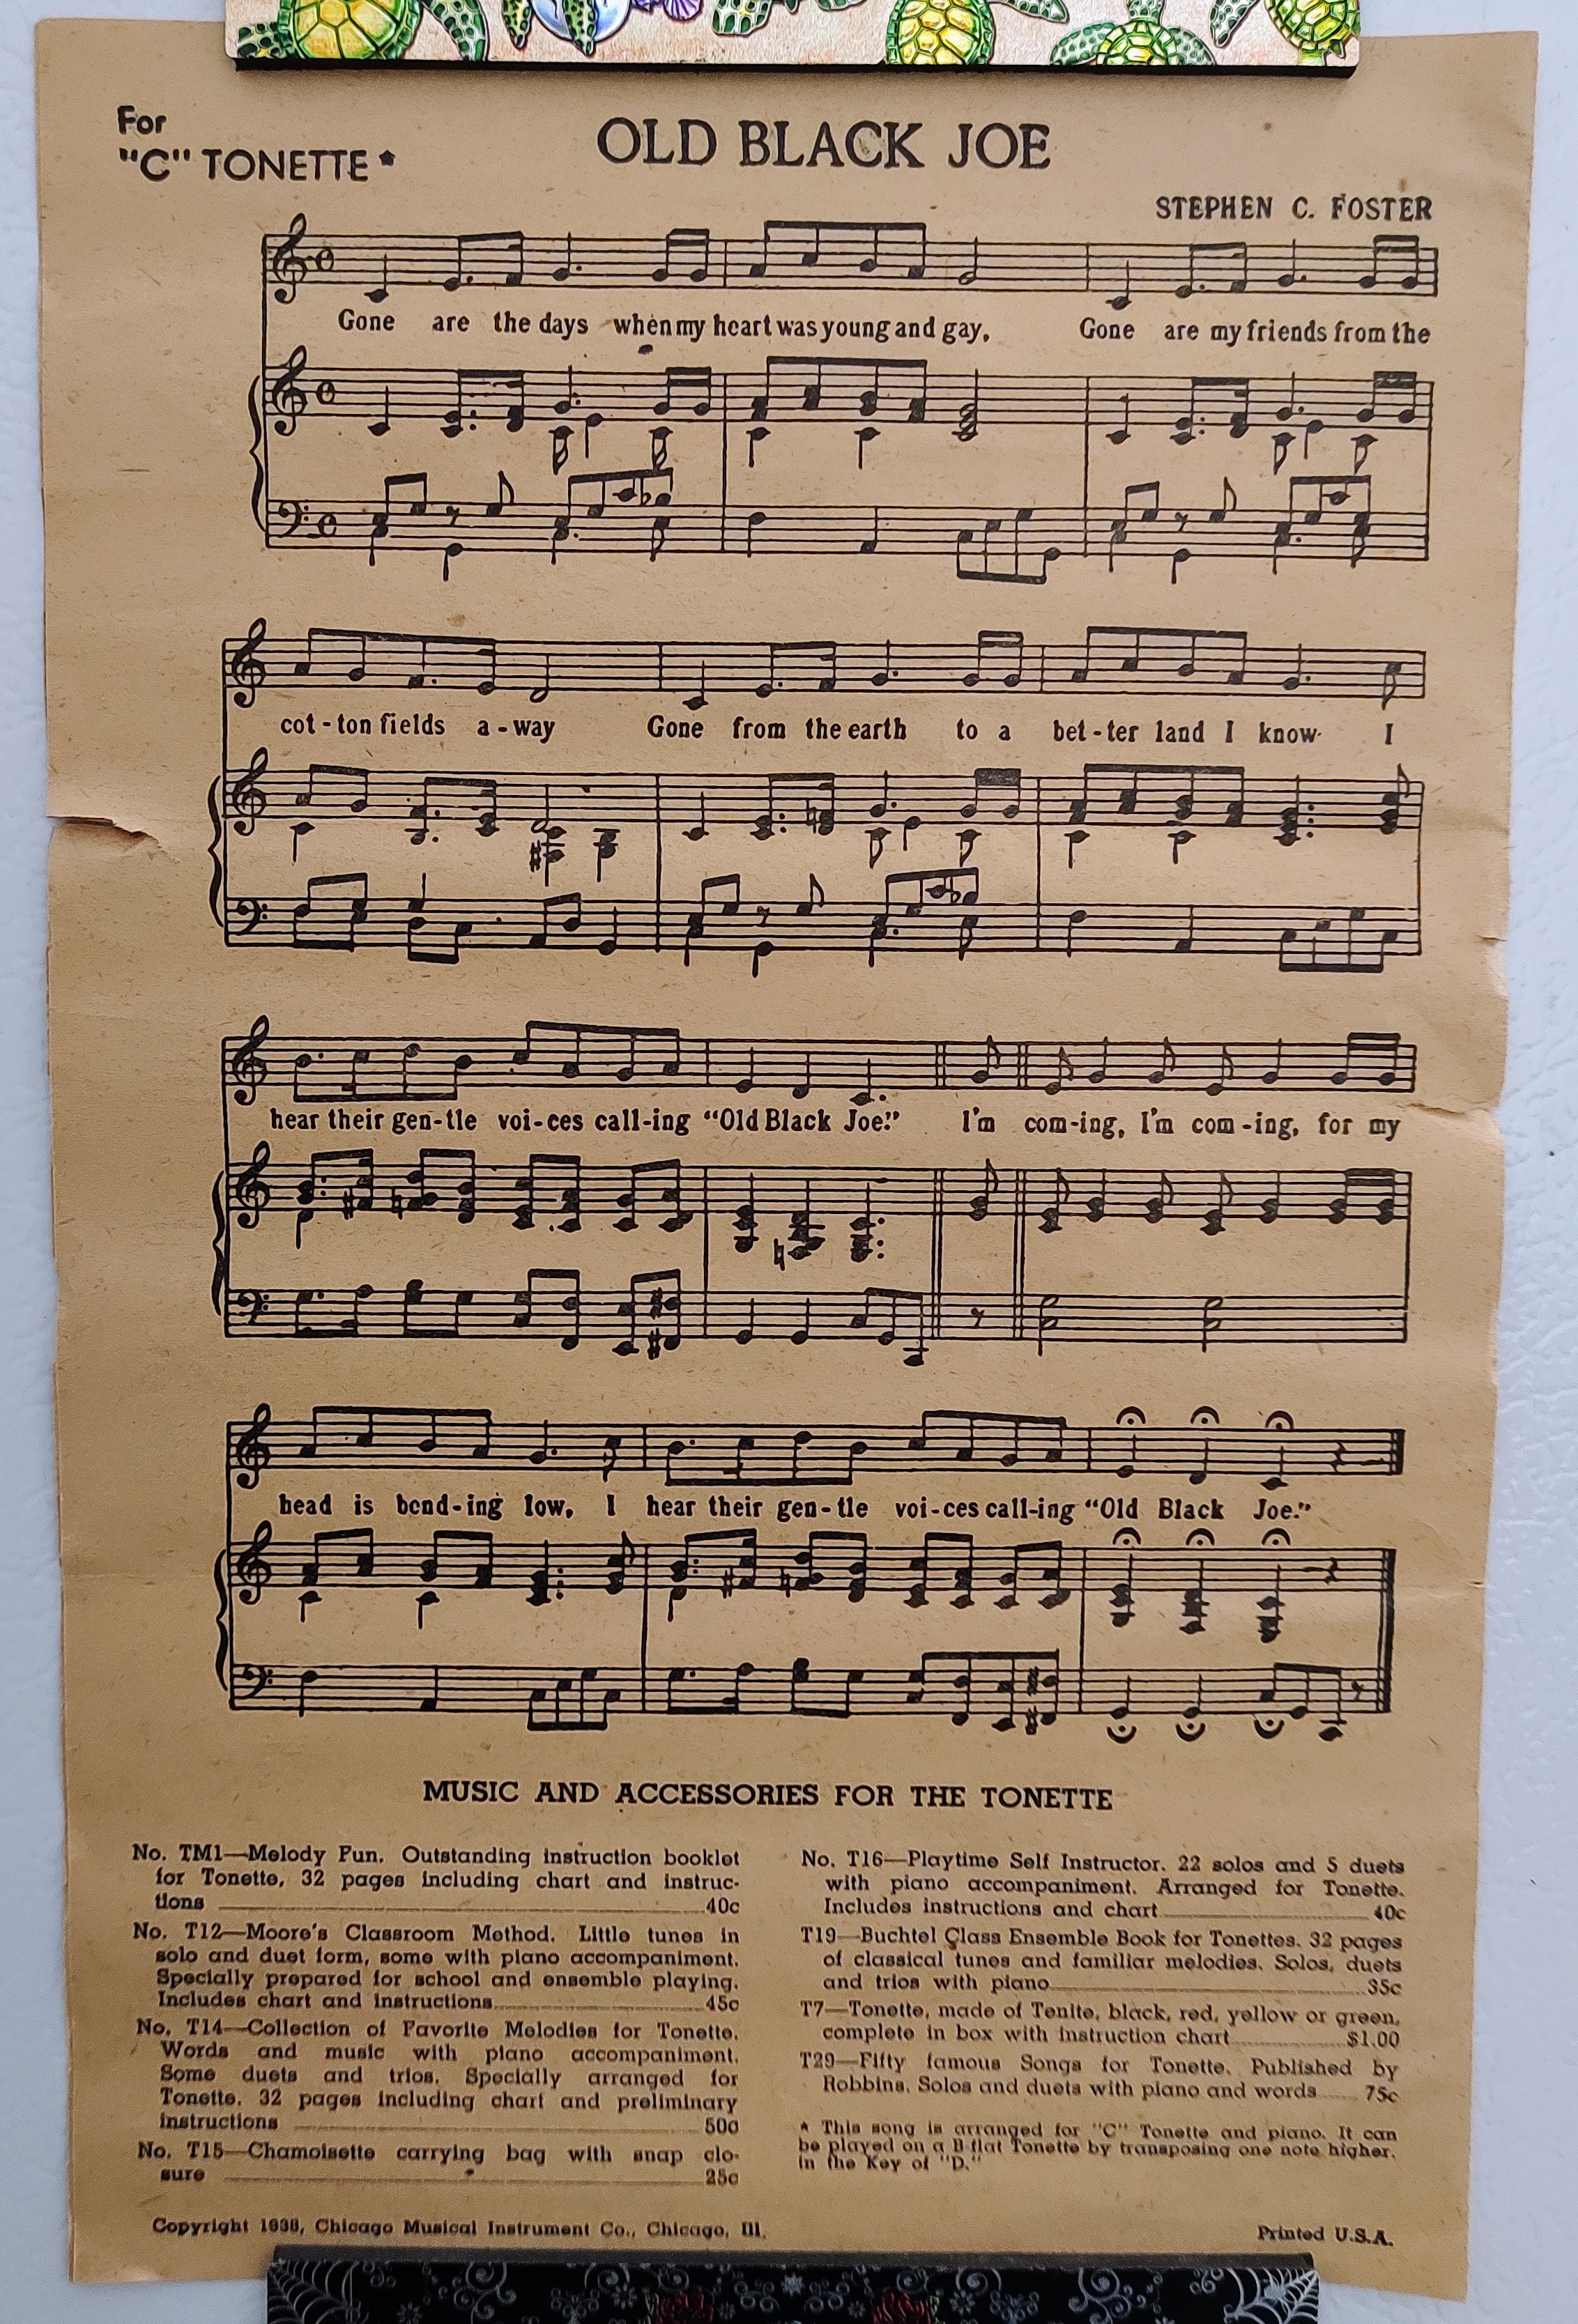 For
"C" TONETTE *
OLD BLACK JOE
STEPHEN C. FOSTER
Gone are the days when my heart was young and gay, Gone are my friends from the
cot-ton fields a-way Gone from the earth to a bet-ter land I know I
hear their gen-tle voi-ces call-ing "Old Black Joe." I'm com-ing, I'm com-ing, for my
head is bend-ing low, I hear their gen-tle voi-ces call-ing "Old Black Joe."
MUSIC AND ACCESSORIES FOR THE TONETTE
No. TM1—Melody Fun. Outstanding instruction booklet
for Tonette, 32 pages including chart and instruc-
tions 40c
No. T12—Moore's Classroom Method. Little tunes in
solo and duet form, some with piano accompaniment.
Specially prepared for school and ensemble playing.
Includes chart and instructions 45c
No. T14—Collection of Favorite Melodies for Tonette.
Words and music with piano accompaniment.
Some duets and trios. Specially arranged for
Tonette. 32 pages including chart and preliminary
instructions 50c
No. T15—Chamoisette carrying bag with snap clo-
sure 25c
No. T16—Playtime Self Instructor. 22 solos and 5 duets
with piano accompaniment. Arranged for Tonette.
Includes instructions and chart 40c
T19—Buchtel Class Ensemble Book for Tonettes. 32 pages
of classical tunes and familiar melodies. Solos, duets
and trios with piano 35c
T7—Tonette, made of Tenite, black, red, yellow or green,
complete in box with instruction chart $1.00
T29—Fifty famous Songs for Tonette. Published by
Robbins. Solos and duets with piano and words 75c
* This song is arranged for "C" Tonette and piano. It can
be played on a B flat Tonette by transposing one note higher.
in the Key of "D."
Copyright 1938, Chicago Musical Instrument Co., Chicago, Ill.
Printed U.S.A.